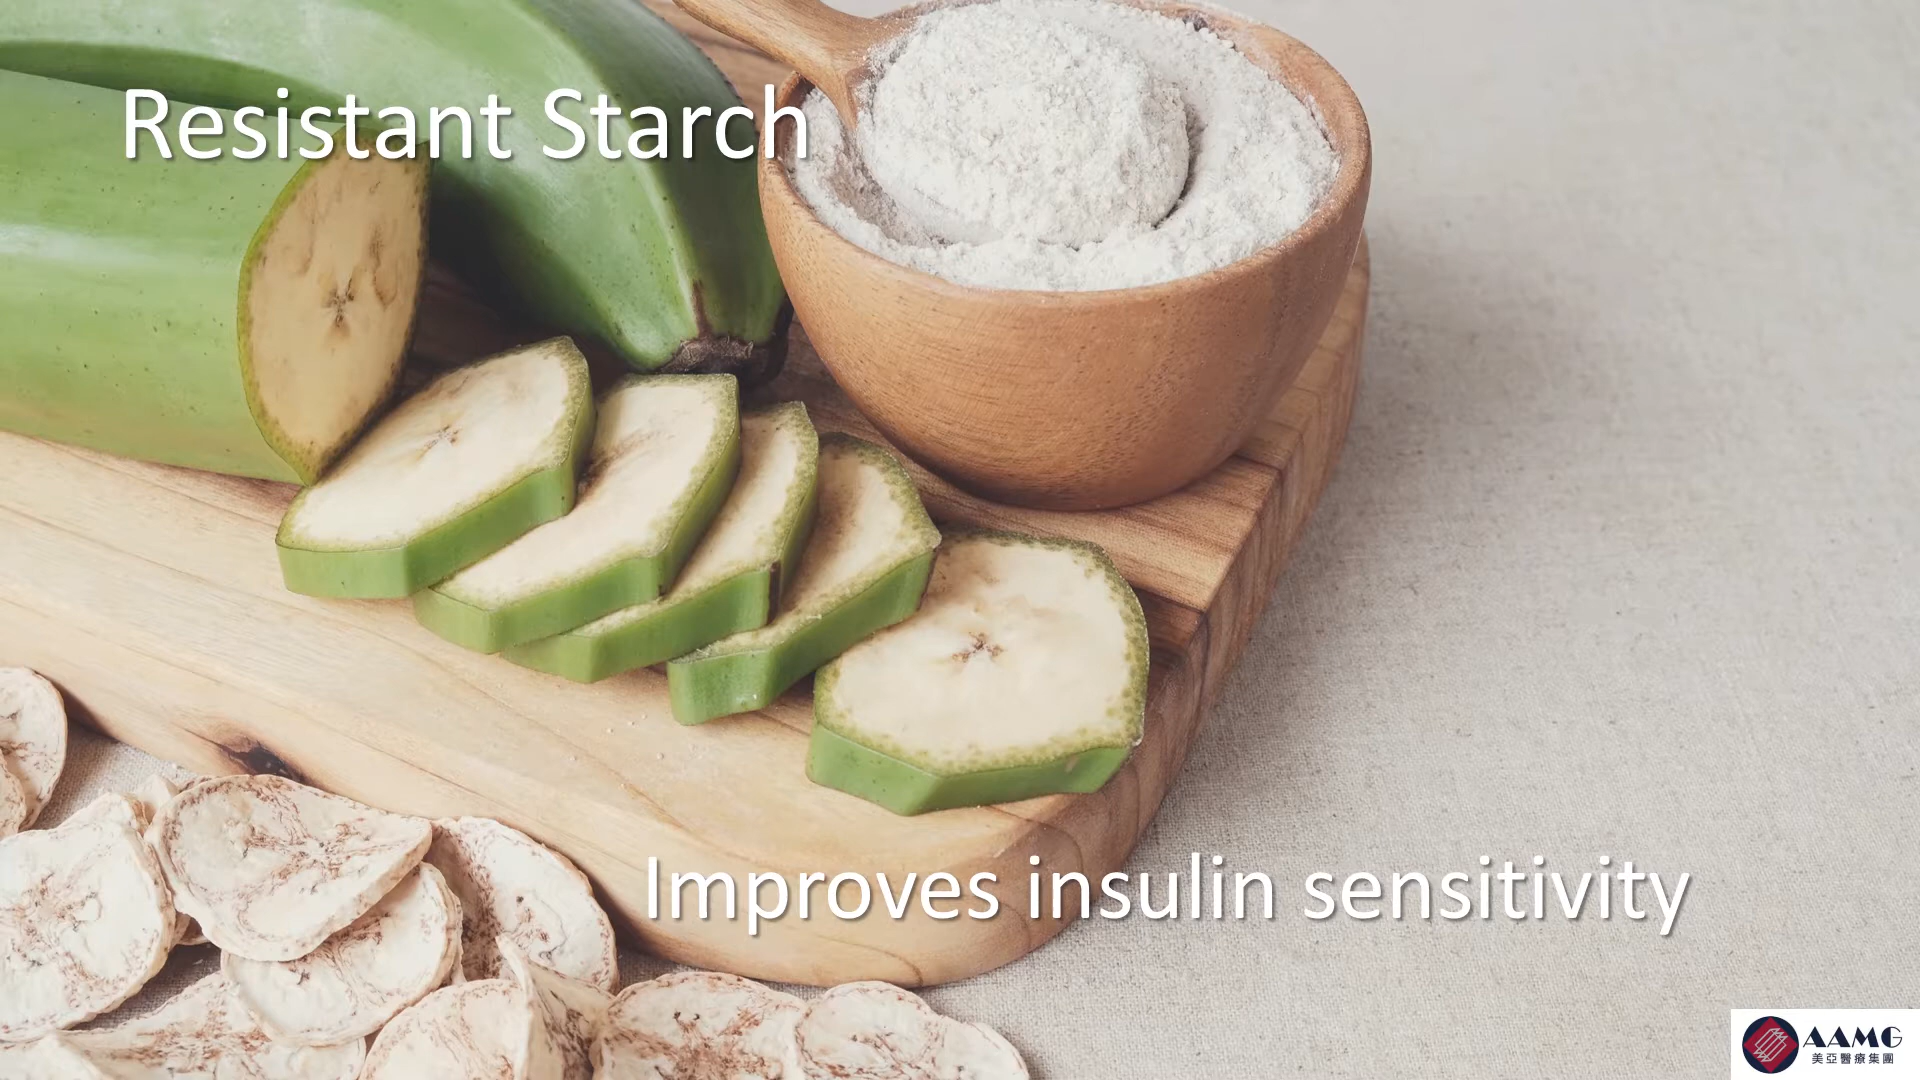 Resistant Starch
Improves insulin sensitivity
AAMG
美亞醫療集團